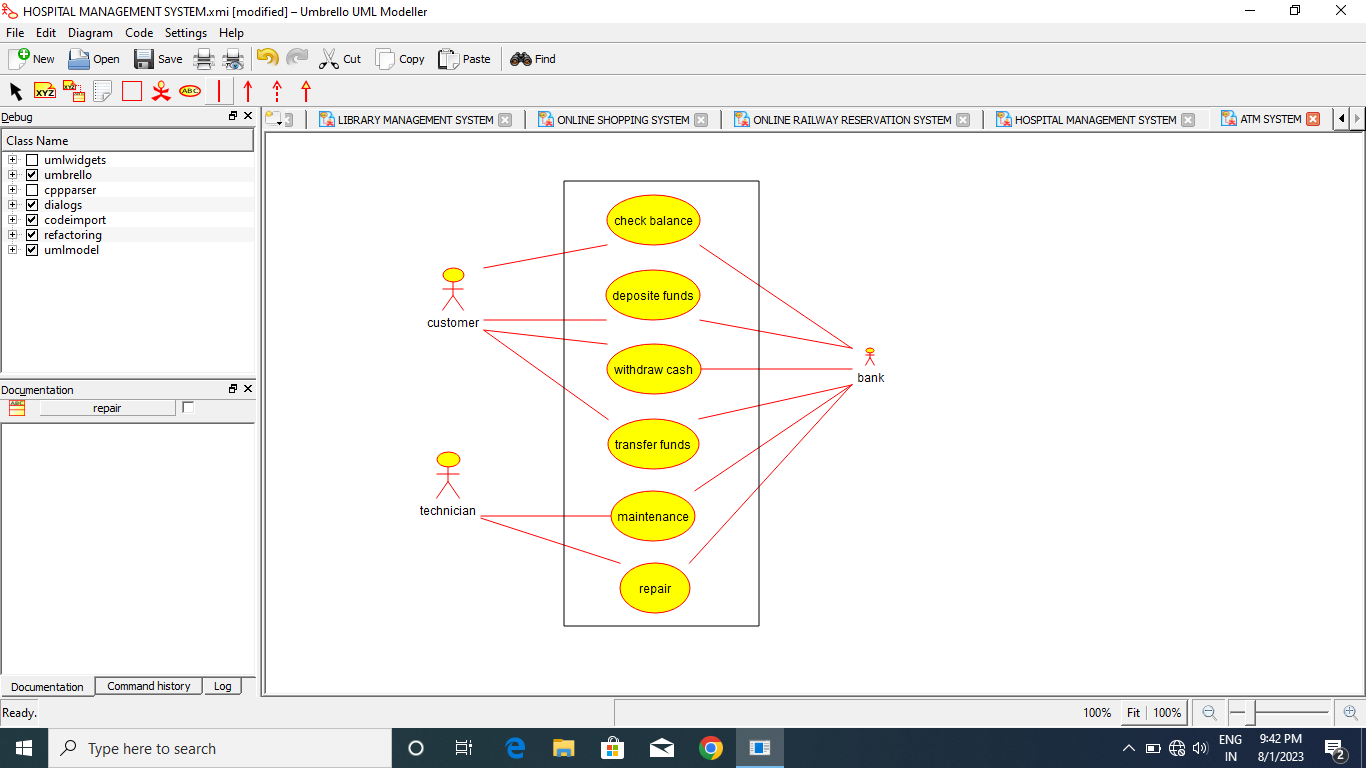 HOSPITAL MANAGEMENT SYSTEM.xmi [modified] – Umbrello UML Modeller
File Edit Diagram Code Settings Help
New Open Save Cut Copy Paste Find
XYZ XYZ ABC
Debug
LIBRARY MANAGEMENT SYSTEM ONLINE SHOPPING SYSTEM ONLINE RAILWAY RESERVATION SYSTEM HOSPITAL MANAGEMENT SYSTEM ATM SYSTEM
Class Name
umlwidgets
umbrello
cppparser
dialogs
codeimport
refactoring
umlmodel
Documentation
ABC repair
Documentation Command history Log
check balance
deposite funds
customer
withdraw cash
bank
transfer funds
technician
maintenance
repair
Ready. 100% Fit 100%
Type here to search
ENG
IN
9:42 PM
8/1/2023
2